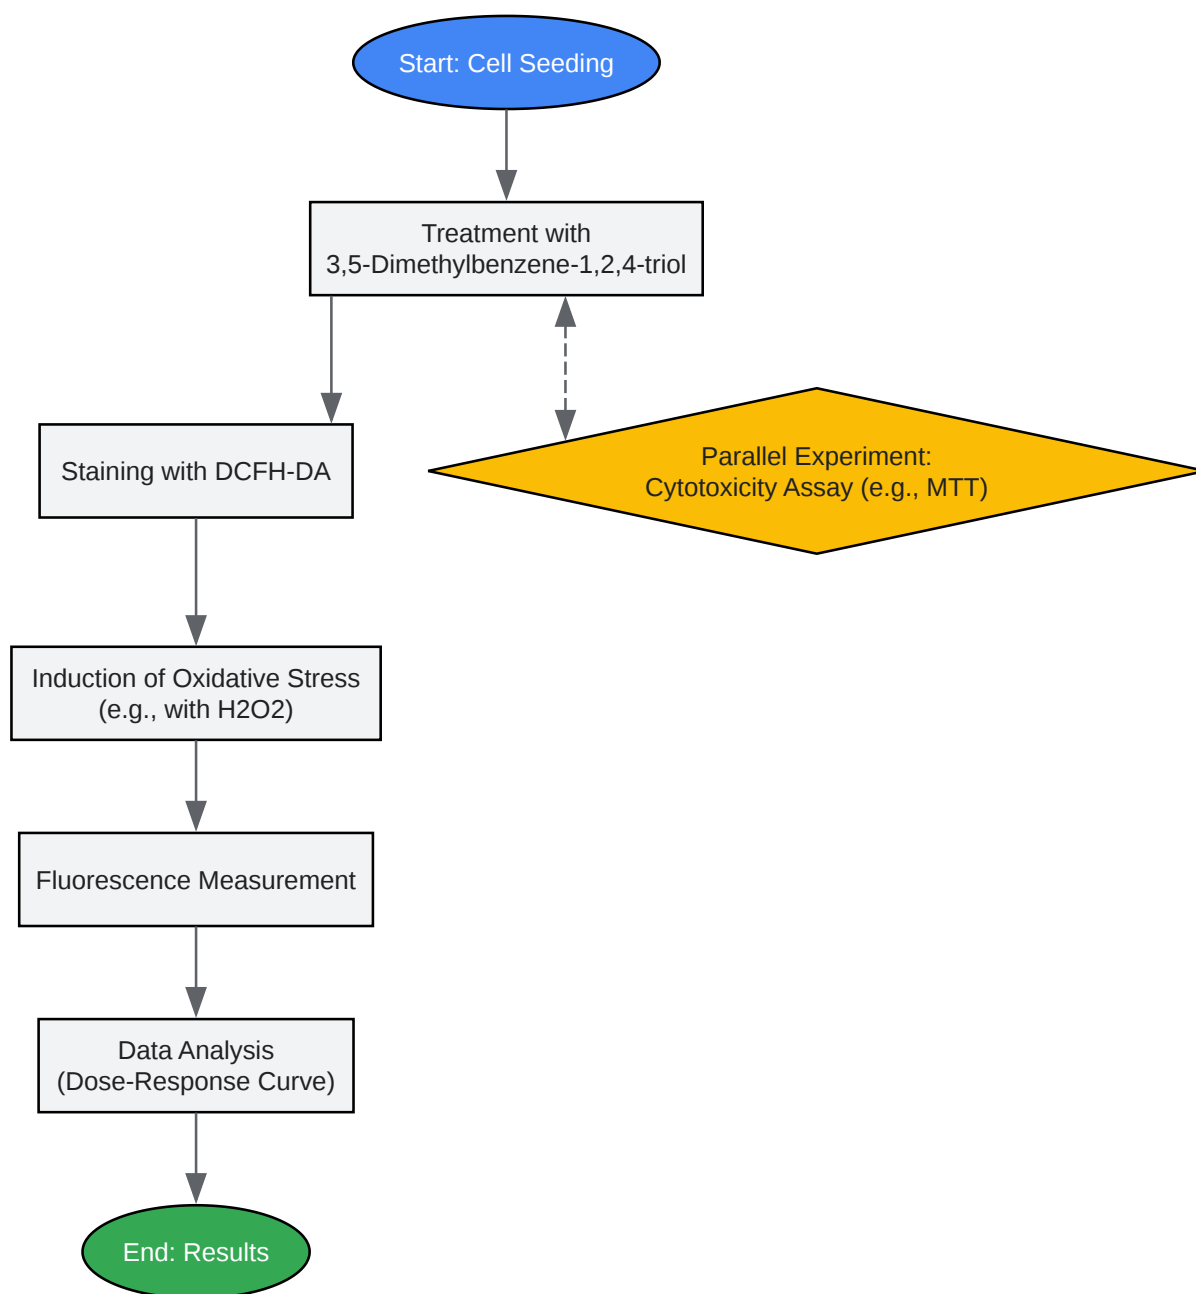 Start: Cell Seeding
Treatment with
3,5-Dimethylbenzene-1,2,4-triol
Staining with DCFH-DA
Parallel Experiment:
Cytotoxicity Assay (e.g., MTT)
Induction of Oxidative Stress
(e.g., with H2O2)
Fluorescence Measurement
Data Analysis
(Dose-Response Curve)
End: Results